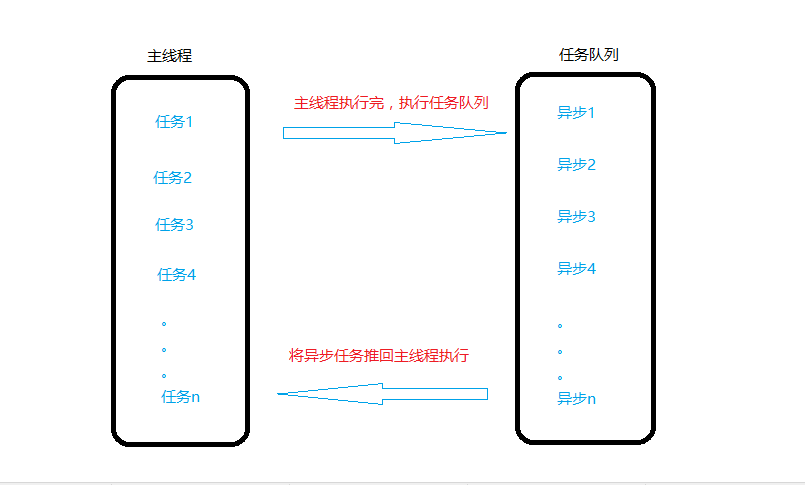 主线程
任务队列
主线程执行完，执行任务队列
任务1
任务2
任务3
任务4
。
。
。
任务n
异步1
异步2
异步3
异步4
。
。
。
异步n
将异步任务推回主线程执行